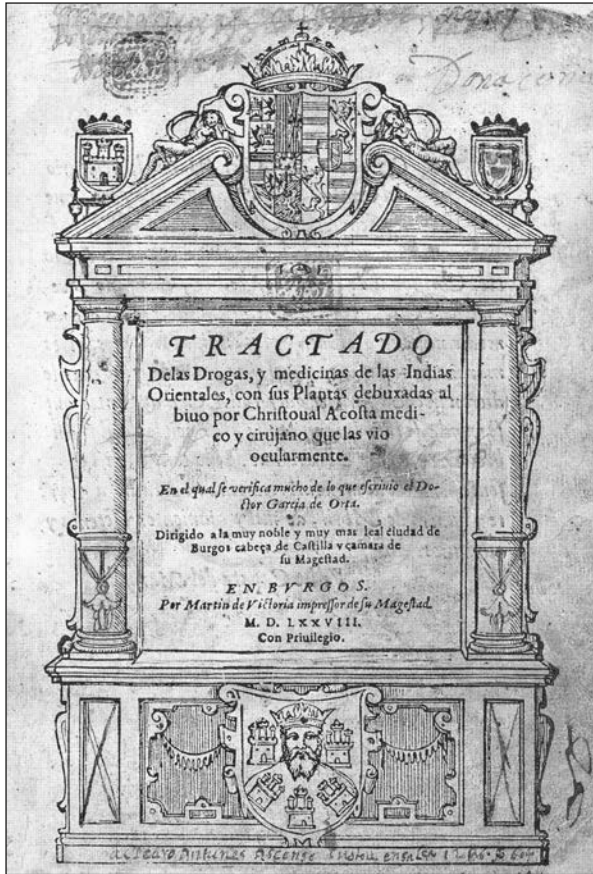 Dona
TRACTADO
Delas Drogas, y medicinas de las Indias
Orientales, con sus Plantas debuxadas al
biuo por Christoual Acosta medi-
co y cirujano que las vio
ocularmente.
En el qual se verifica mucho de lo que escriuio el Do-
ctor Garcia de Orta.
Dirigido a la muy noble y muy mas leal ciudad de
Burgos cabeça de Castilla y camara de
su Magestad.
EN BVRGOS.
Por Martin de Victoria impressor de su Magestad.
M. D. LXXVIII.
Con Priuilegio.